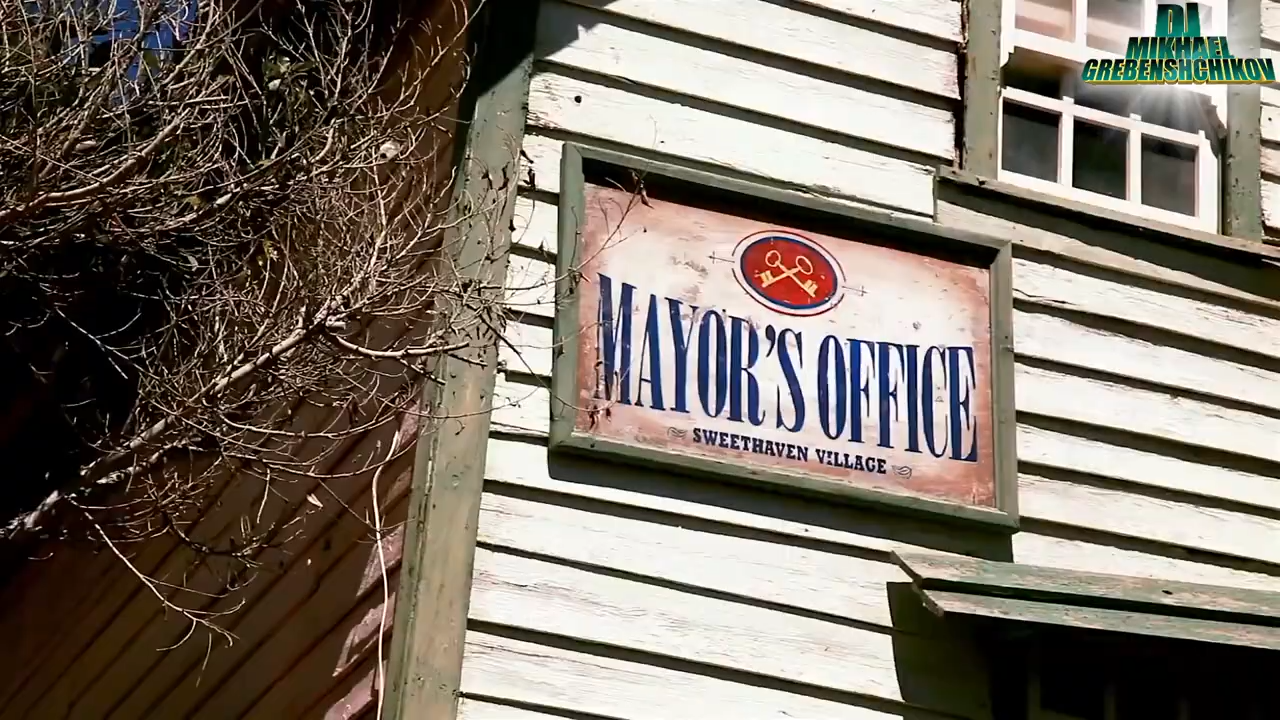 DJ
MIKHAEL
GREBENSHCHIKOV
MAYOR'S OFFICE
SWEETHAVEN VILLAGE